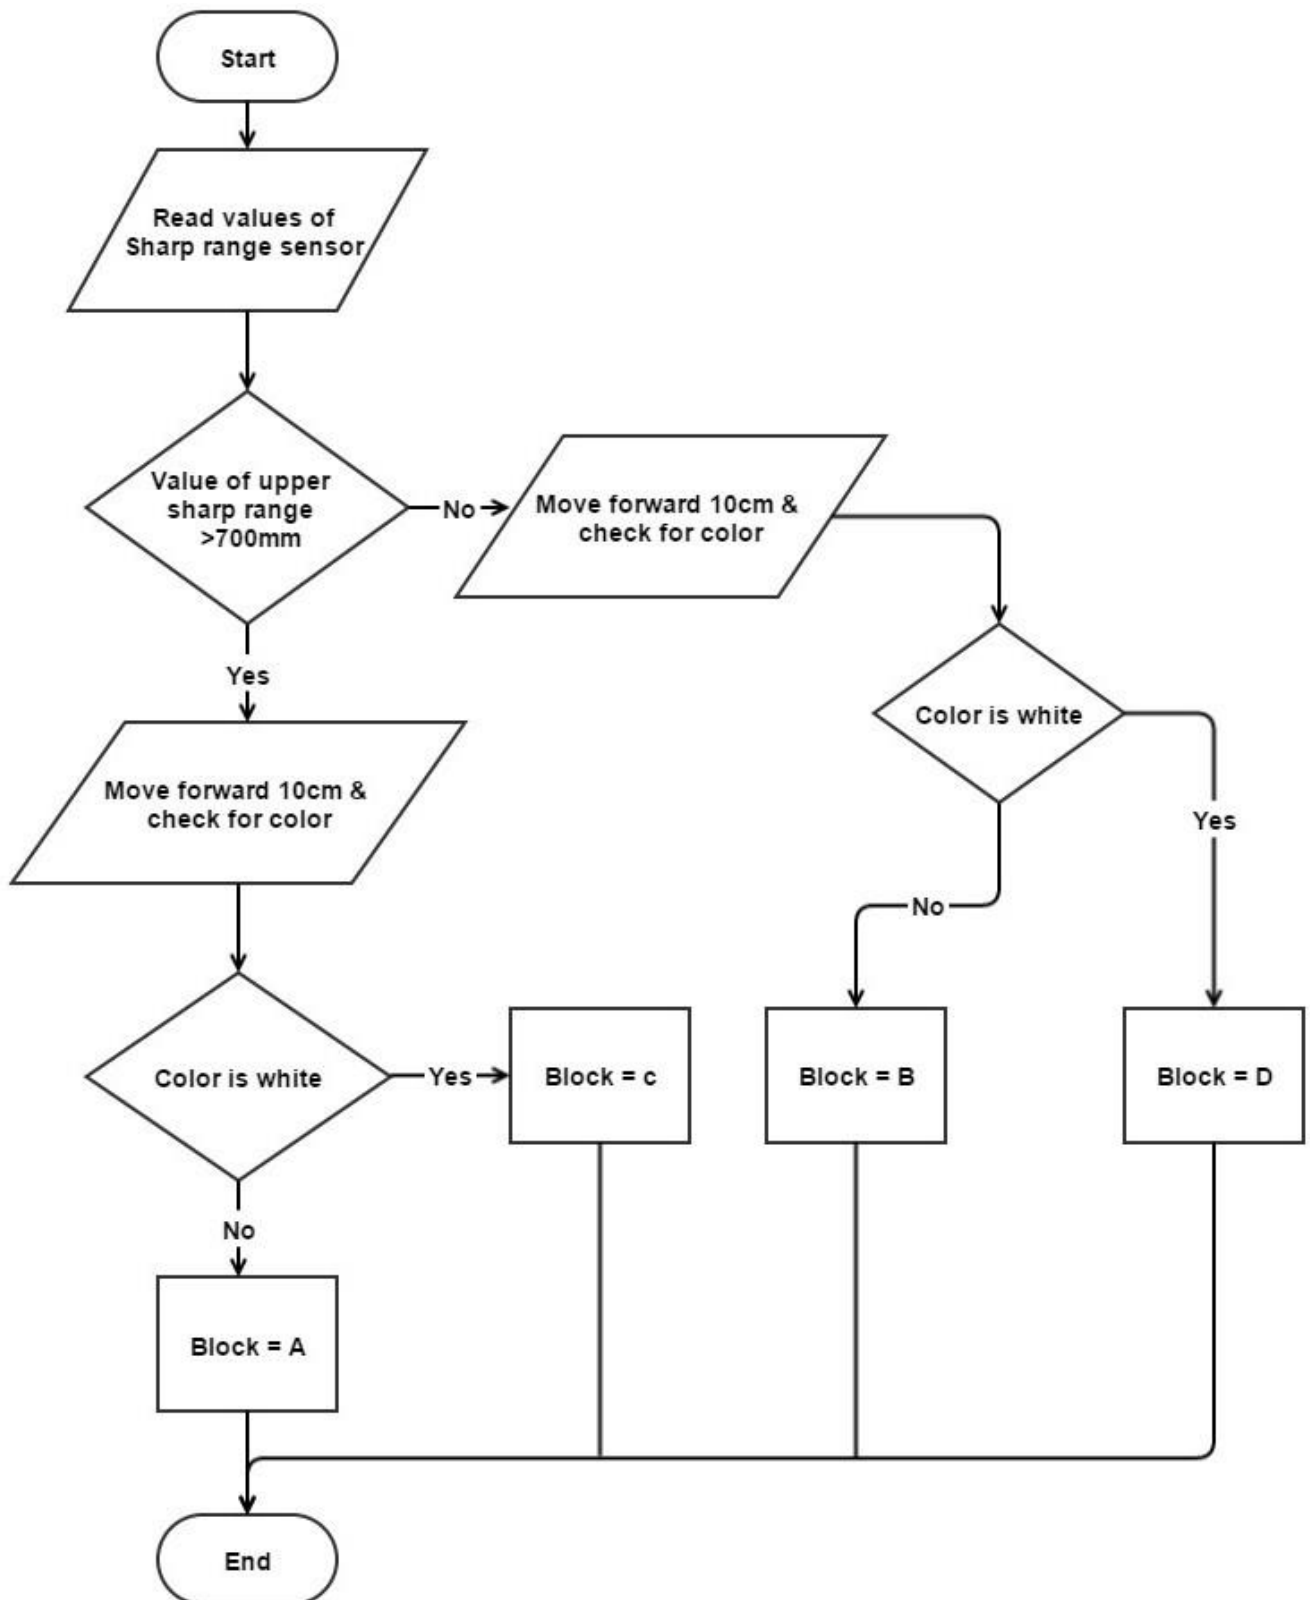 Start
Read values of
Sharp range sensor
Value of upper
sharp range
>700mm
No
Move forward 10cm &
check for color
Yes
Color is white
Move forward 10cm &
check for color
Yes
No
Color is white
Yes
Block = c
Block = B
Block = D
No
Block = A
End